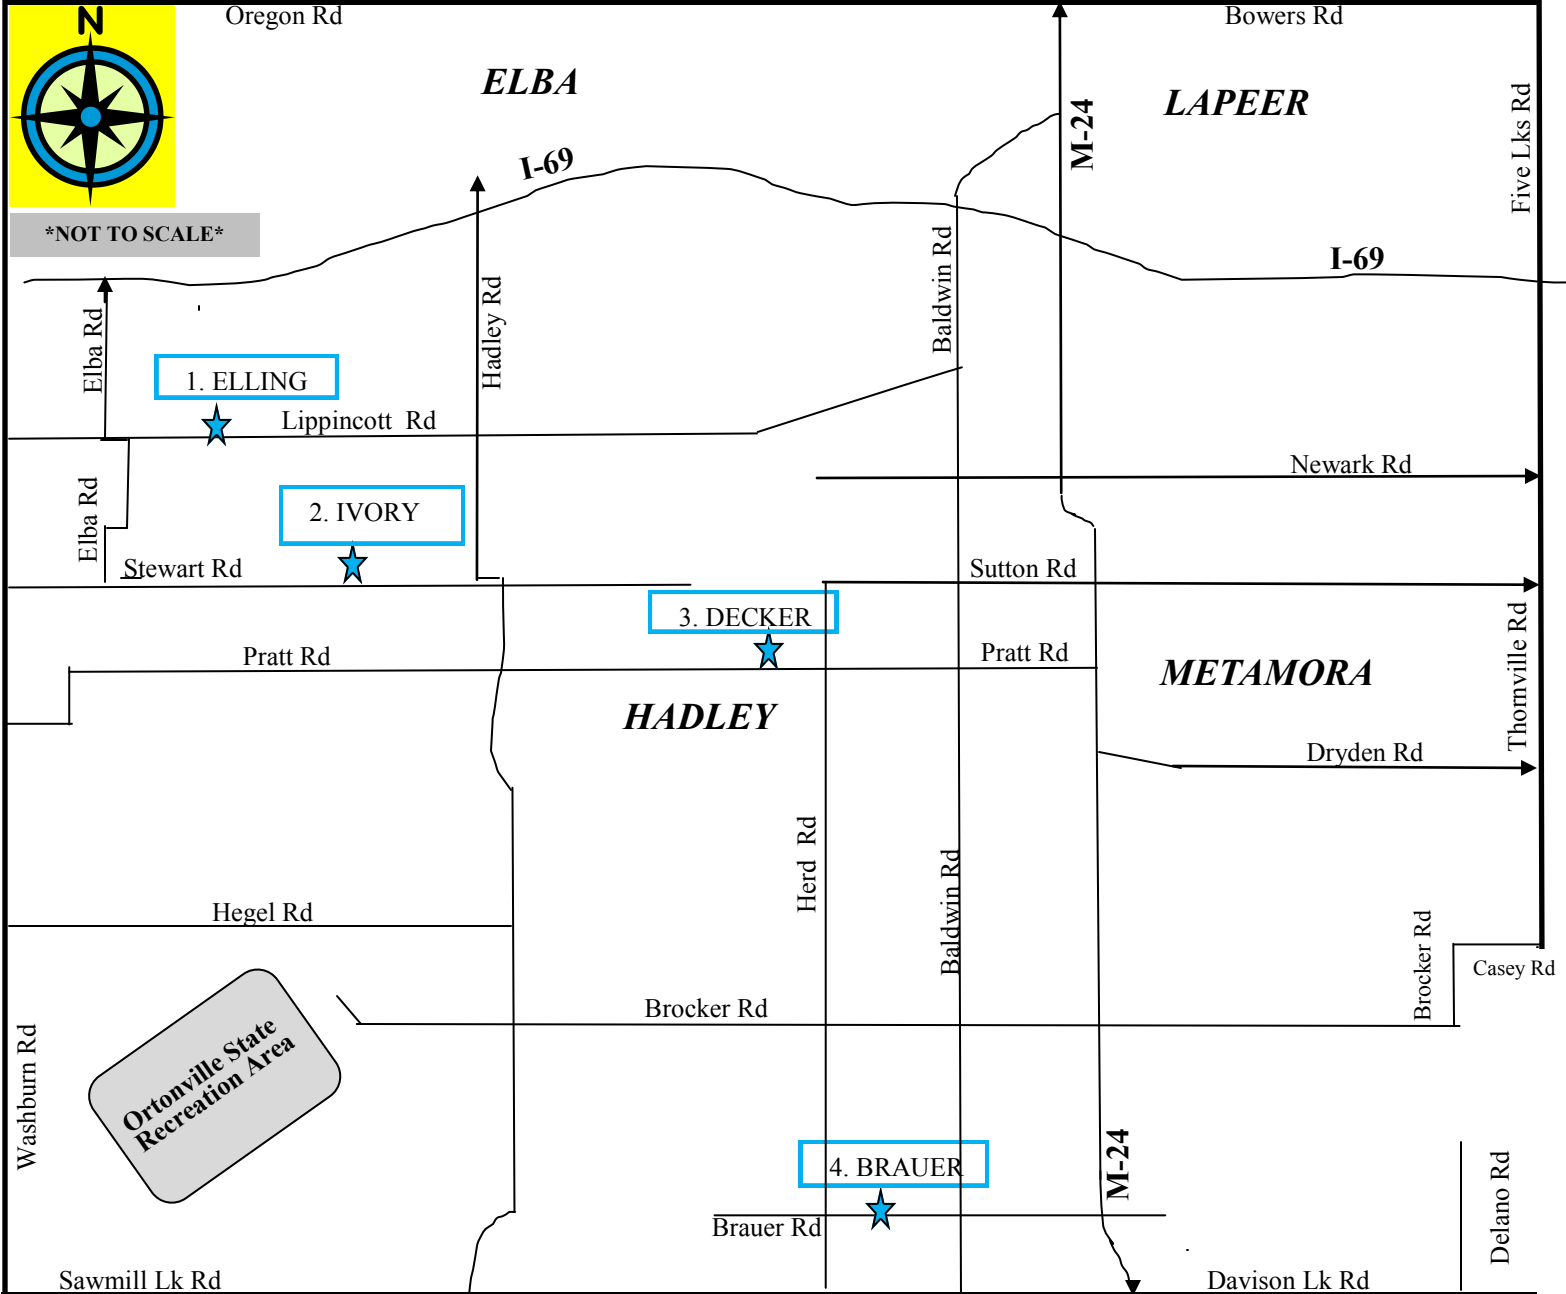 N
Oregon Rd
Bowers Rd
ELBA
LAPEER
M-24
Five Lks Rd
I-69
*NOT TO SCALE*
Baldwin Rd
I-69
Hadley Rd
Elba Rd
1. ELLING
Lippincott Rd
Newark Rd
Elba Rd
2. IVORY
Stewart Rd
Sutton Rd
3. DECKER
Thornville Rd
Pratt Rd
Pratt Rd
METAMORA
HADLEY
Dryden Rd
Herd Rd
Baldwin Rd
Hegel Rd
Brocker Rd
Casey Rd
Brocker Rd
Washburn Rd
Ortonville State
Recreation Area
4. BRAUER
M-24
Delano Rd
Brauer Rd
Sawmill Lk Rd
Davison Lk Rd